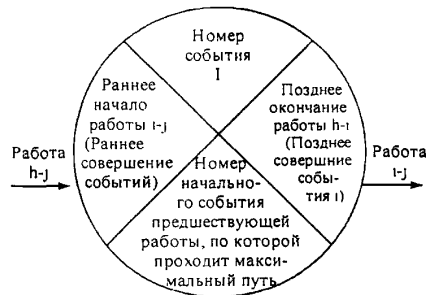 Номер
события
I
Раннее
начало
работы i-j
(Раннее
совершение
событий)
Позднее
окончание
работы h-i
(Позднее
совершние
собы-
тия i)
Работа
h-j
Работа
i-j
Номер
начально-
го события
предшествующей
работы, по которой
проходит макси-
мальный путь